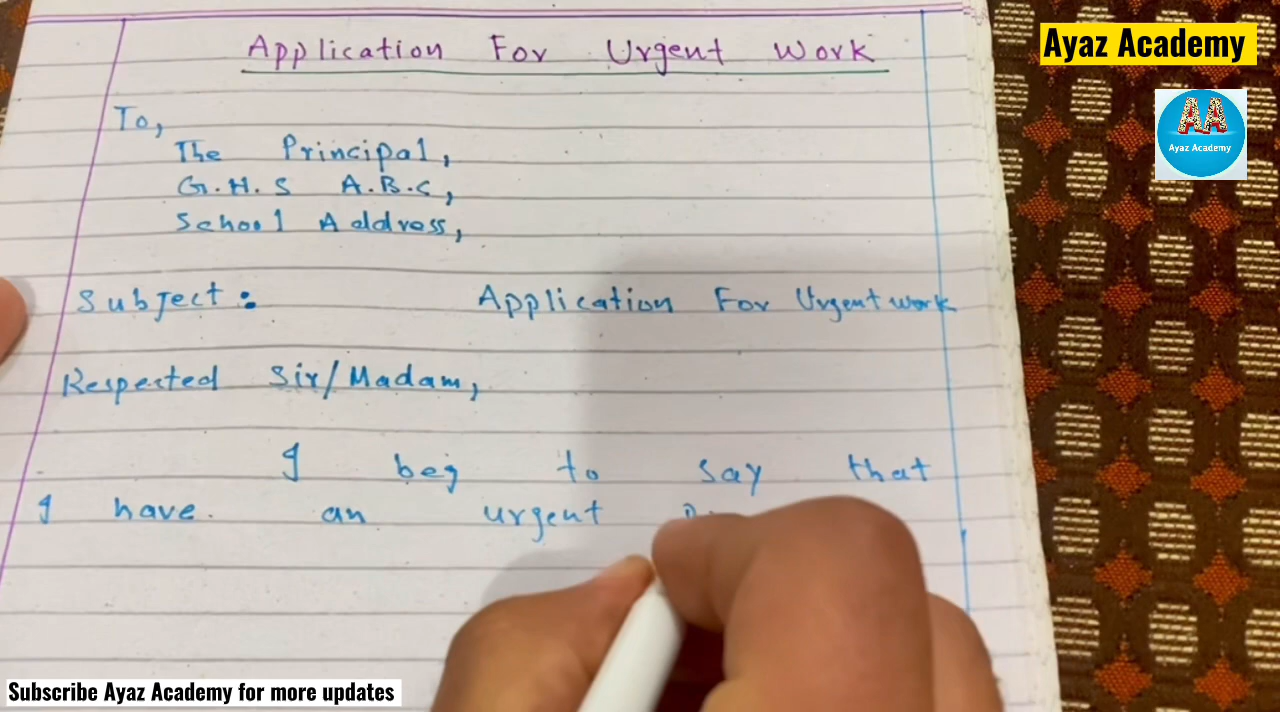 Application For Urgent Work
To,
The Principal,
G.H.S A.B.C,
School Address,
Subject:
Application For Urgent work
Respected Sir/Madam,
I beg to say that
I have an urgent
Ayaz Academy
AA
Ayaz Academy
Subscribe Ayaz Academy for more updates